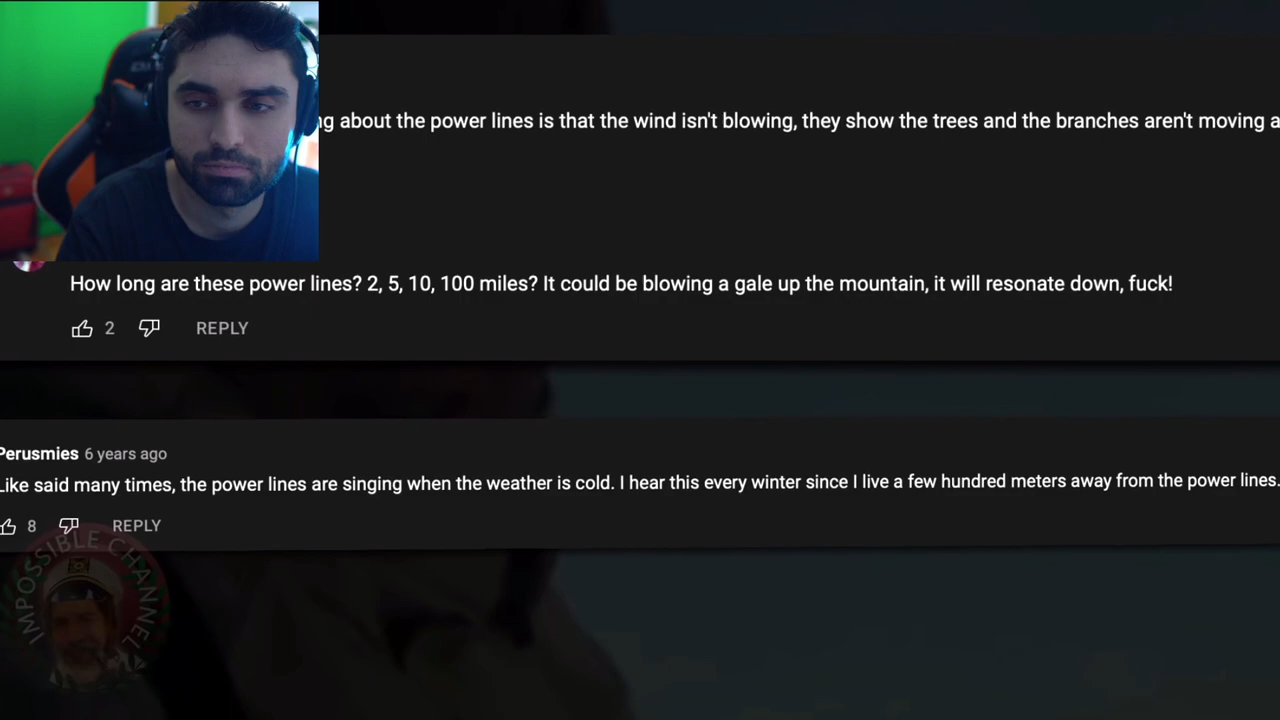 ng about the power lines is that the wind isn't blowing, they show the trees and the branches aren't moving a
How long are these power lines? 2, 5, 10, 100 miles? It could be blowing a gale up the mountain, it will resonate down, fuck!
2 REPLY
Perusmies 6 years ago
Like said many times, the power lines are singing when the weather is cold. I hear this every winter since I live a few hundred meters away from the power lines.
8 REPLY
IMPOSSIBLE CHANNEL